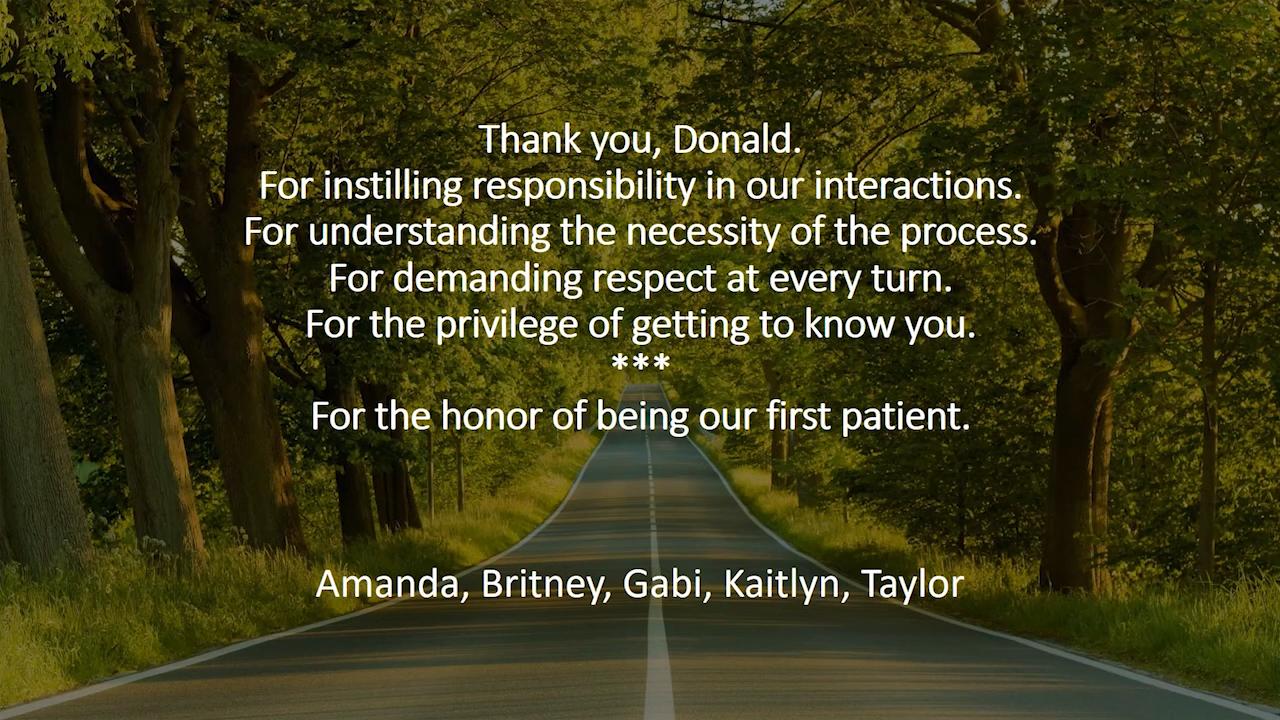 Thank you, Donald.
For instilling responsibility in our interactions.
For understanding the necessity of the process.
For demanding respect at every turn.
For the privilege of getting to know you.
***
For the honor of being our first patient.
Amanda, Britney, Gabi, Kaitlyn, Taylor